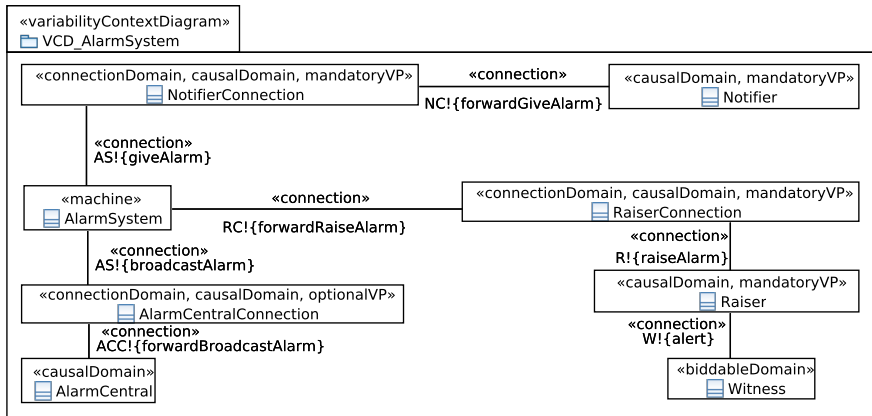 «variabilityContextDiagram»
VCD_AlarmSystem
«connectionDomain, causalDomain, mandatoryVP»
NotifierConnection
«connection»
NC!{forwardGiveAlarm}
«causalDomain, mandatoryVP»
Notifier
«connection»
AS!{giveAlarm}
«machine»
AlarmSystem
«connection»
RC!{forwardRaiseAlarm}
«connectionDomain, causalDomain, mandatoryVP»
RaiserConnection
«connection»
R!{raiseAlarm}
«connection»
AS!{broadcastAlarm}
«causalDomain, mandatoryVP»
Raiser
«connectionDomain, causalDomain, optionalVP»
AlarmCentralConnection
«connection»
W!{alert}
«connection»
ACC!{forwardBroadcastAlarm}
«causalDomain»
AlarmCentral
«biddableDomain»
Witness